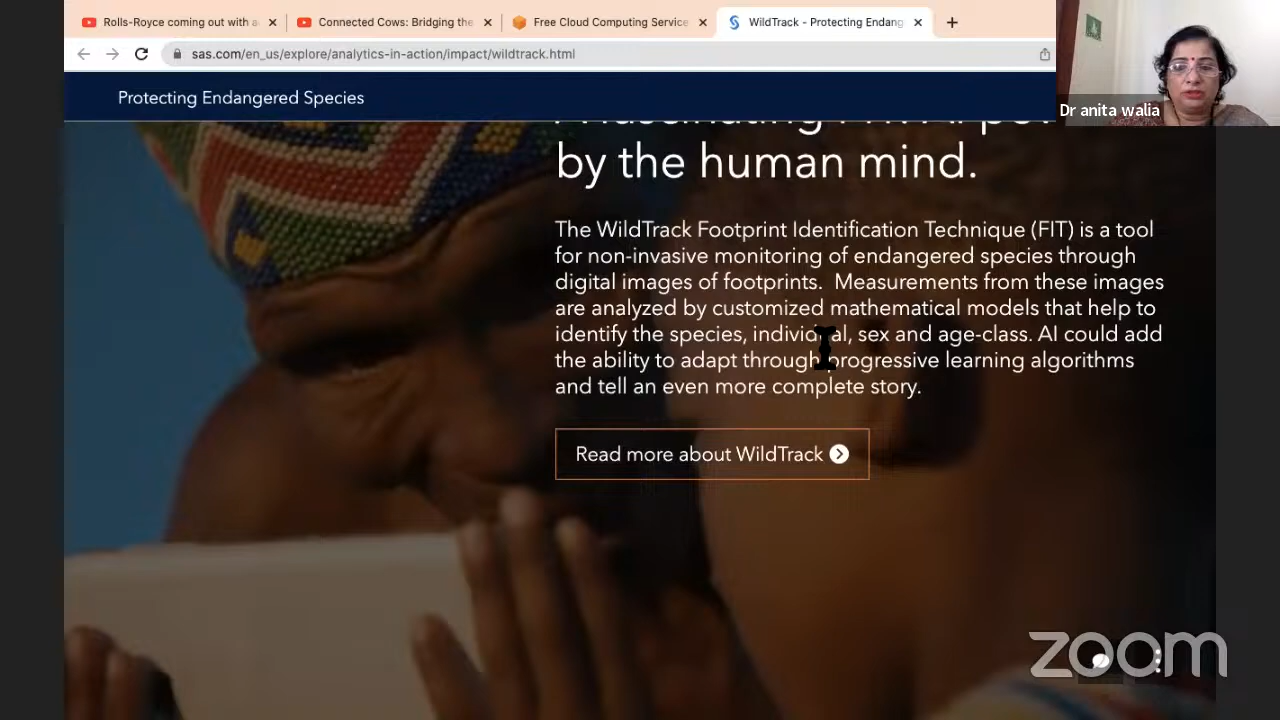 Rolls-Royce coming out with a
Connected Cows: Bridging the
Free Cloud Computing Service
WildTrack - Protecting Endang
sas.com/en_us/explore/analytics-in-action/impact/wildtrack.html
Dr anita walia
Protecting Endangered Species
by the human mind.
The WildTrack Footprint Identification Technique (FIT) is a tool
for non-invasive monitoring of endangered species through
digital images of footprints. Measurements from these images
are analyzed by customized mathematical models that help to
identify the species, individual, sex and age-class. AI could add
the ability to adapt through progressive learning algorithms
and tell an even more complete story.
Read more about WildTrack
zoom